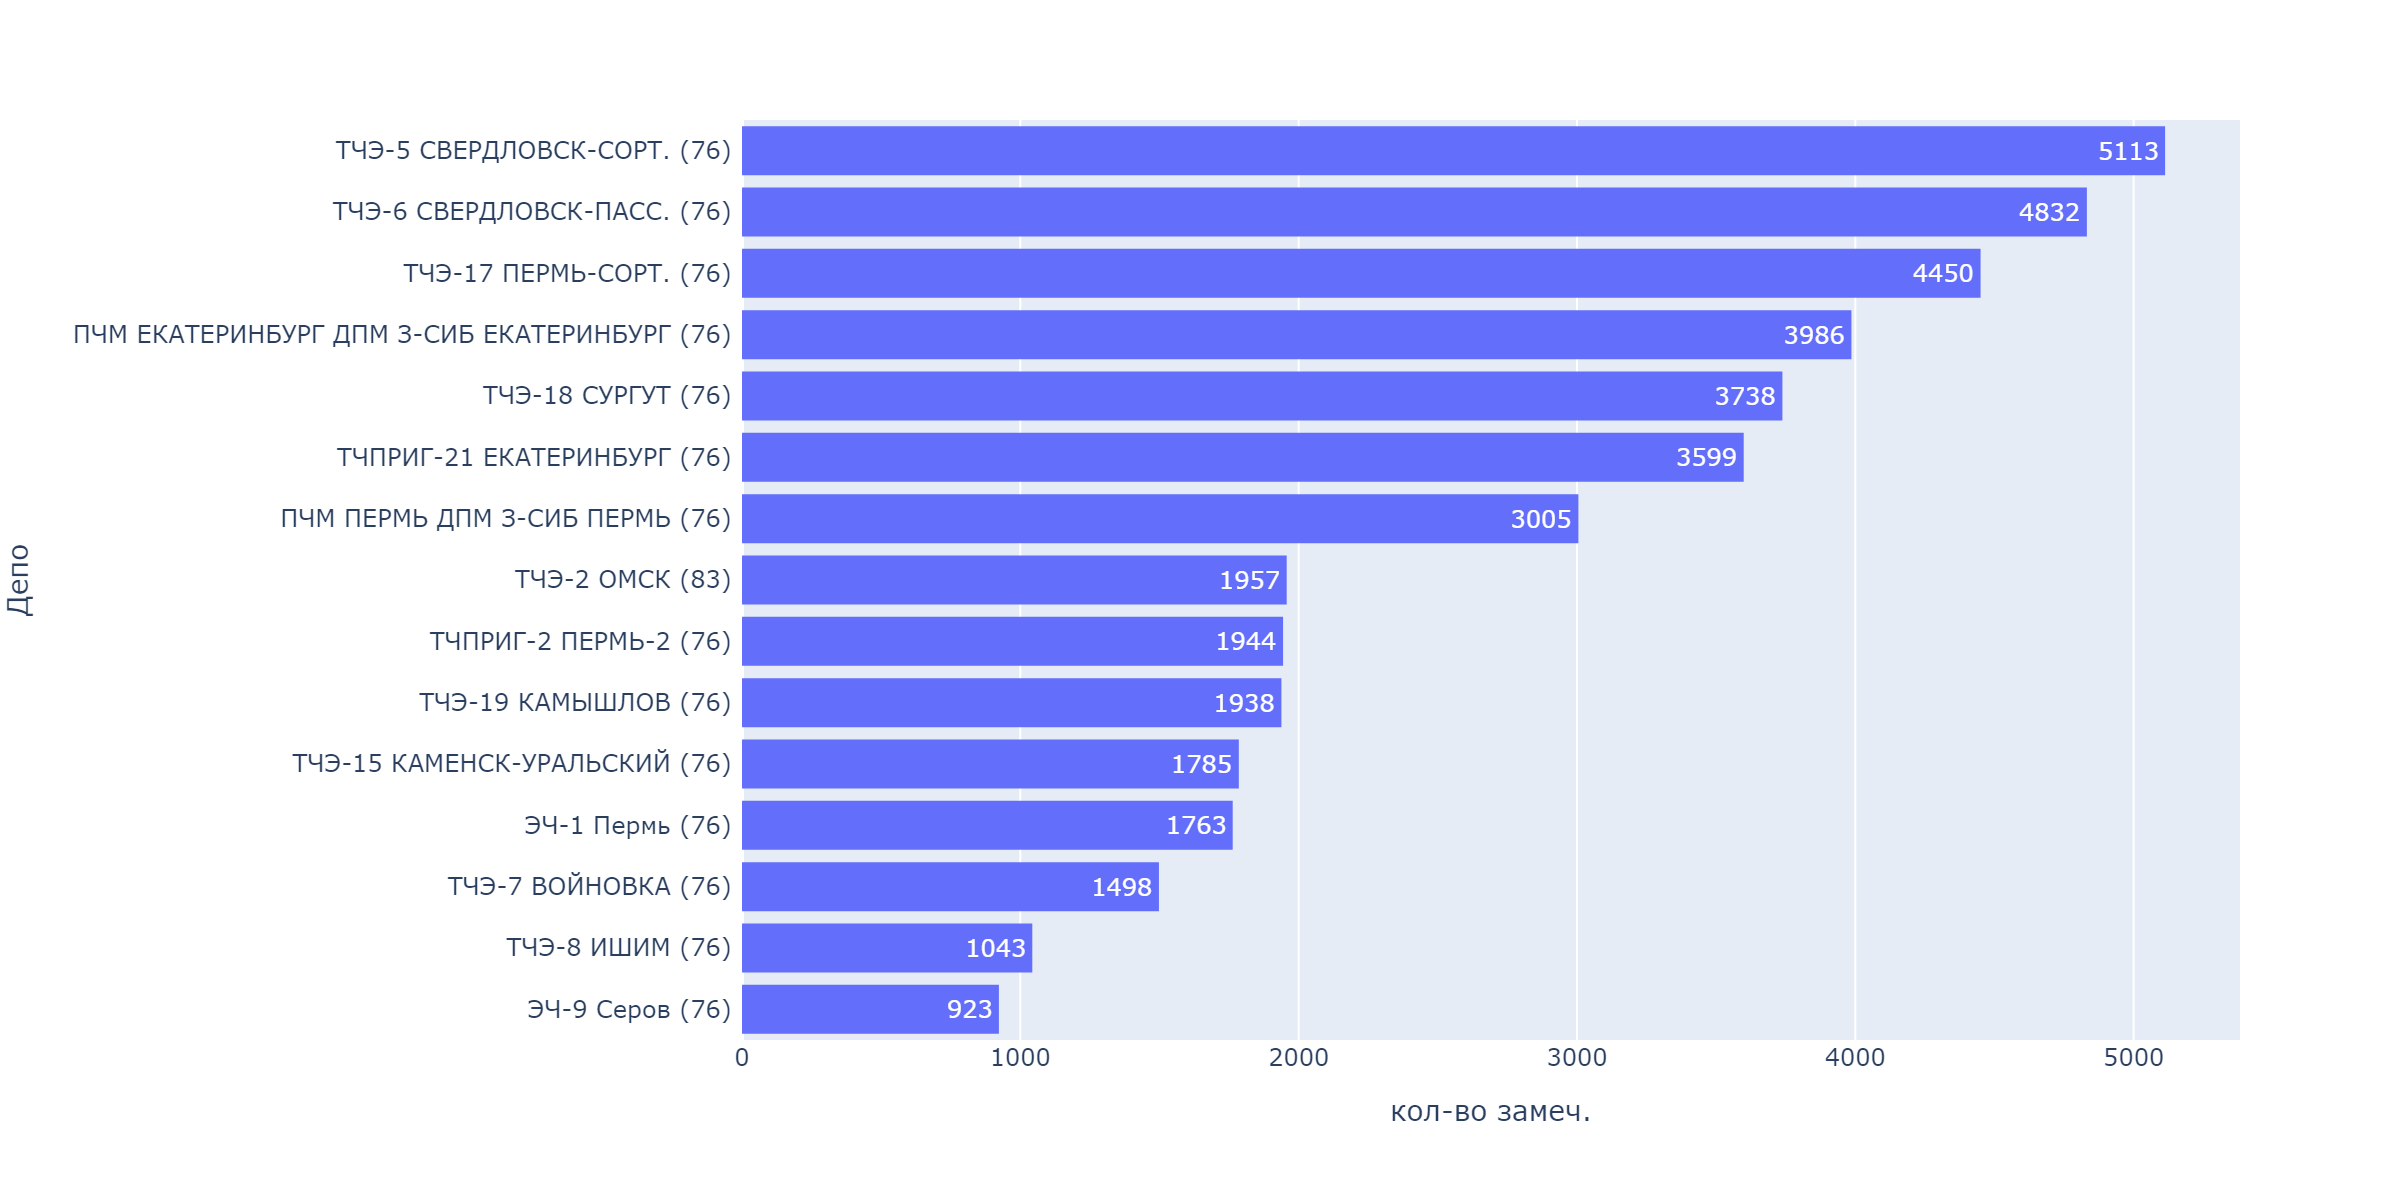 ТЧЭ-5 СВЕРДЛОВСК-СОРТ. (76) 5113
ТЧЭ-6 СВЕРДЛОВСК-ПАСС. (76) 4832
ТЧЭ-17 ПЕРМЬ-СОРТ. (76) 4450
ПЧМ ЕКАТЕРИНБУРГ ДПМ З-СИБ ЕКАТЕРИНБУРГ (76) 3986
ТЧЭ-18 СУРГУТ (76) 3738
ТЧПРИГ-21 ЕКАТЕРИНБУРГ (76) 3599
ПЧМ ПЕРМЬ ДПМ З-СИБ ПЕРМЬ (76) 3005
ТЧЭ-2 ОМСК (83) 1957
ТЧПРИГ-2 ПЕРМЬ-2 (76) 1944
ТЧЭ-19 КАМЫШЛОВ (76) 1938
ТЧЭ-15 КАМЕНСК-УРАЛЬСКИЙ (76) 1785
ЭЧ-1 Пермь (76) 1763
ТЧЭ-7 ВОЙНОВКА (76) 1498
ТЧЭ-8 ИШИМ (76) 1043
ЭЧ-9 Серов (76) 923
Депо
0 1000 2000 3000 4000 5000
кол-во замеч.